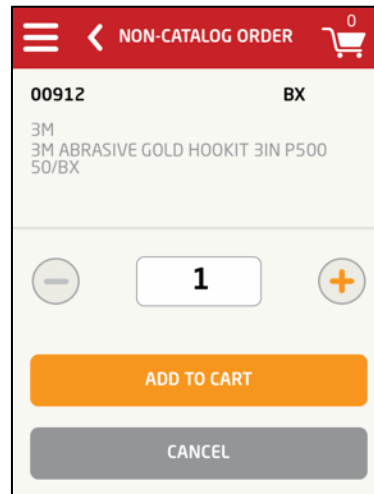 NON-CATALOG ORDER 0
00912 BX
3M
3M ABRASIVE GOLD HOOKIT 3IN P500
50/BX
1
ADD TO CART
CANCEL